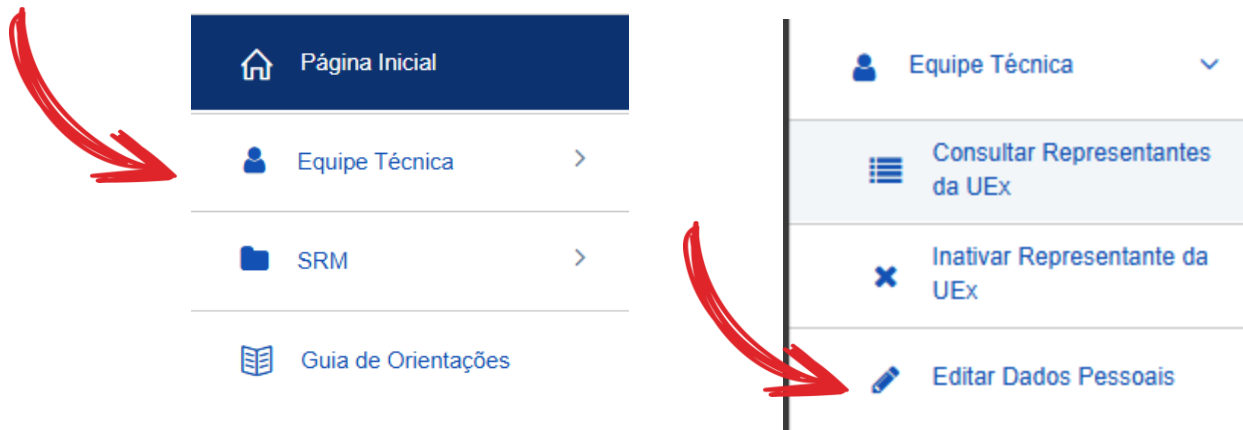 Página Inicial
Equipe Técnica
SRM
Guia de Orientações
Equipe Técnica
Consultar Representantes
da UEx
Inativar Representante da
UEx
Editar Dados Pessoais